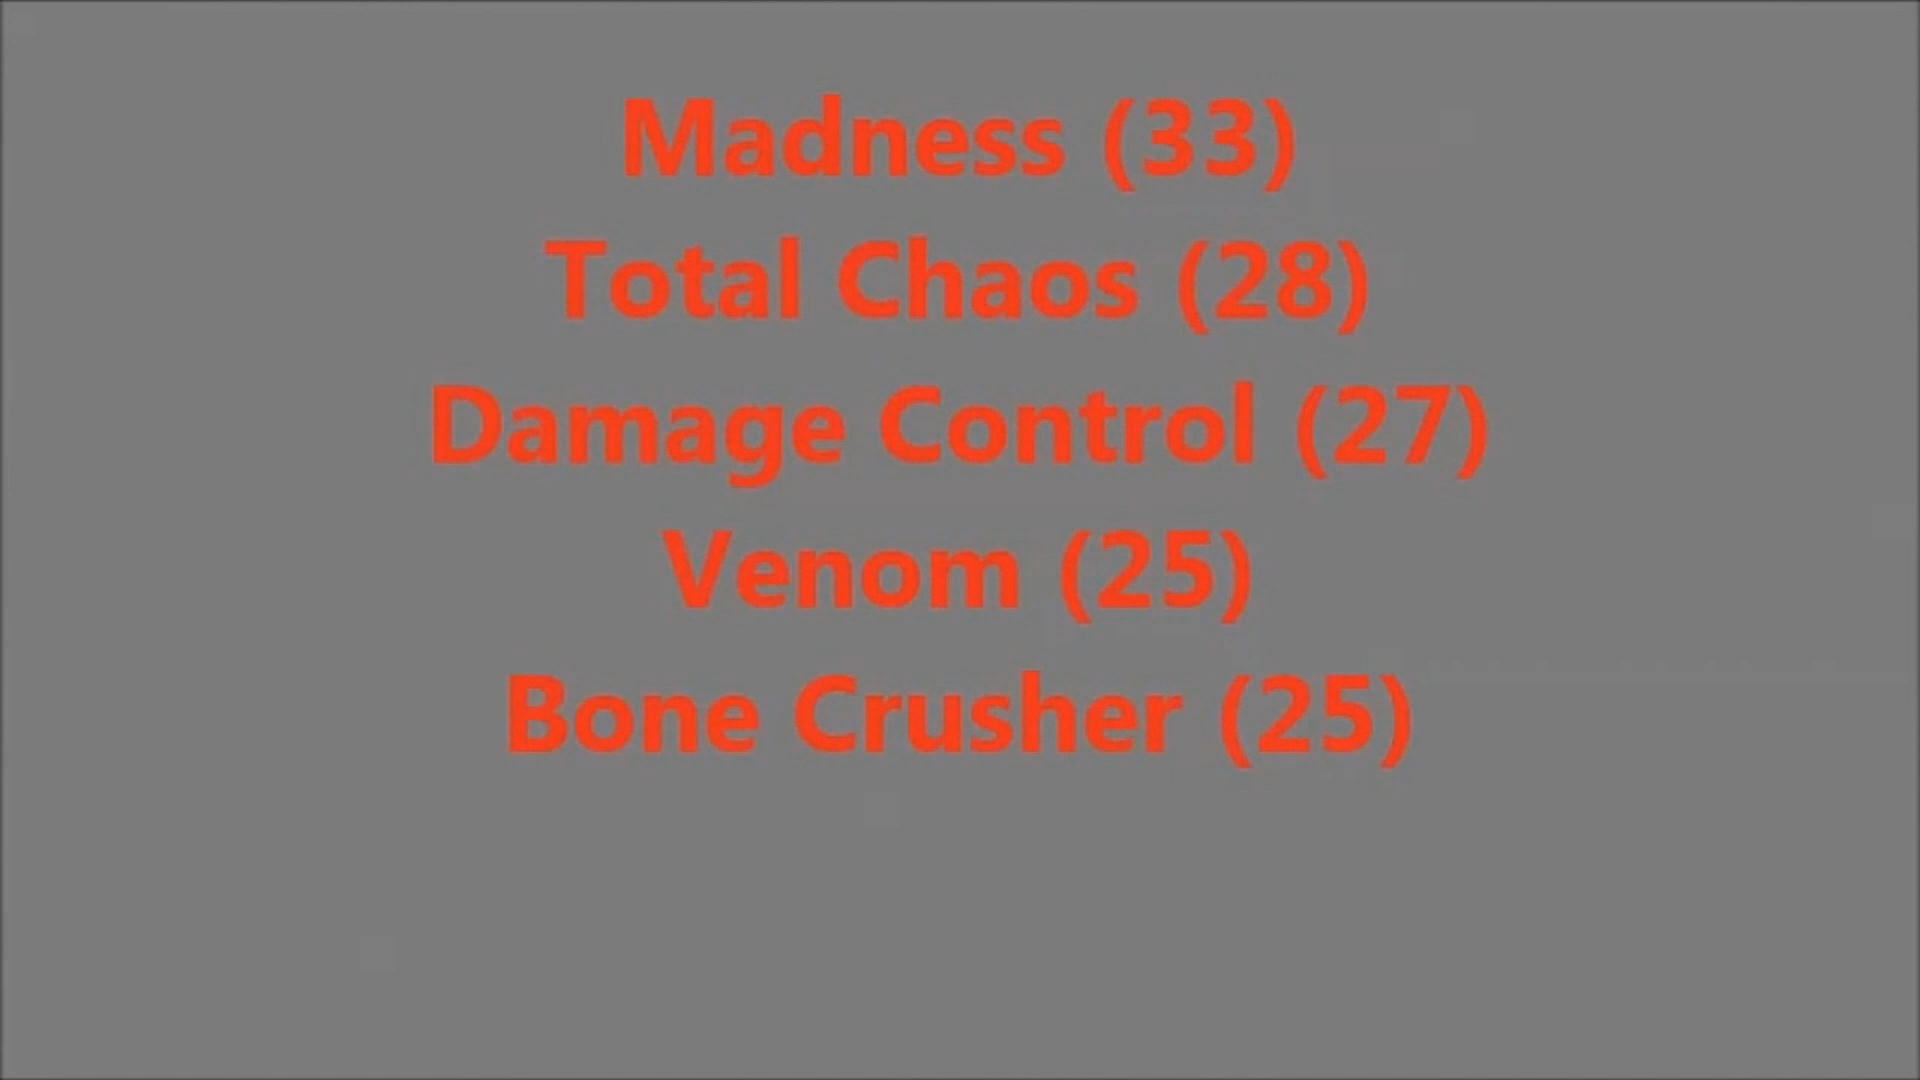 Madness (33)
Total Chaos (28)
Damage Control (27)
Venom (25)
Bone Crusher (25)